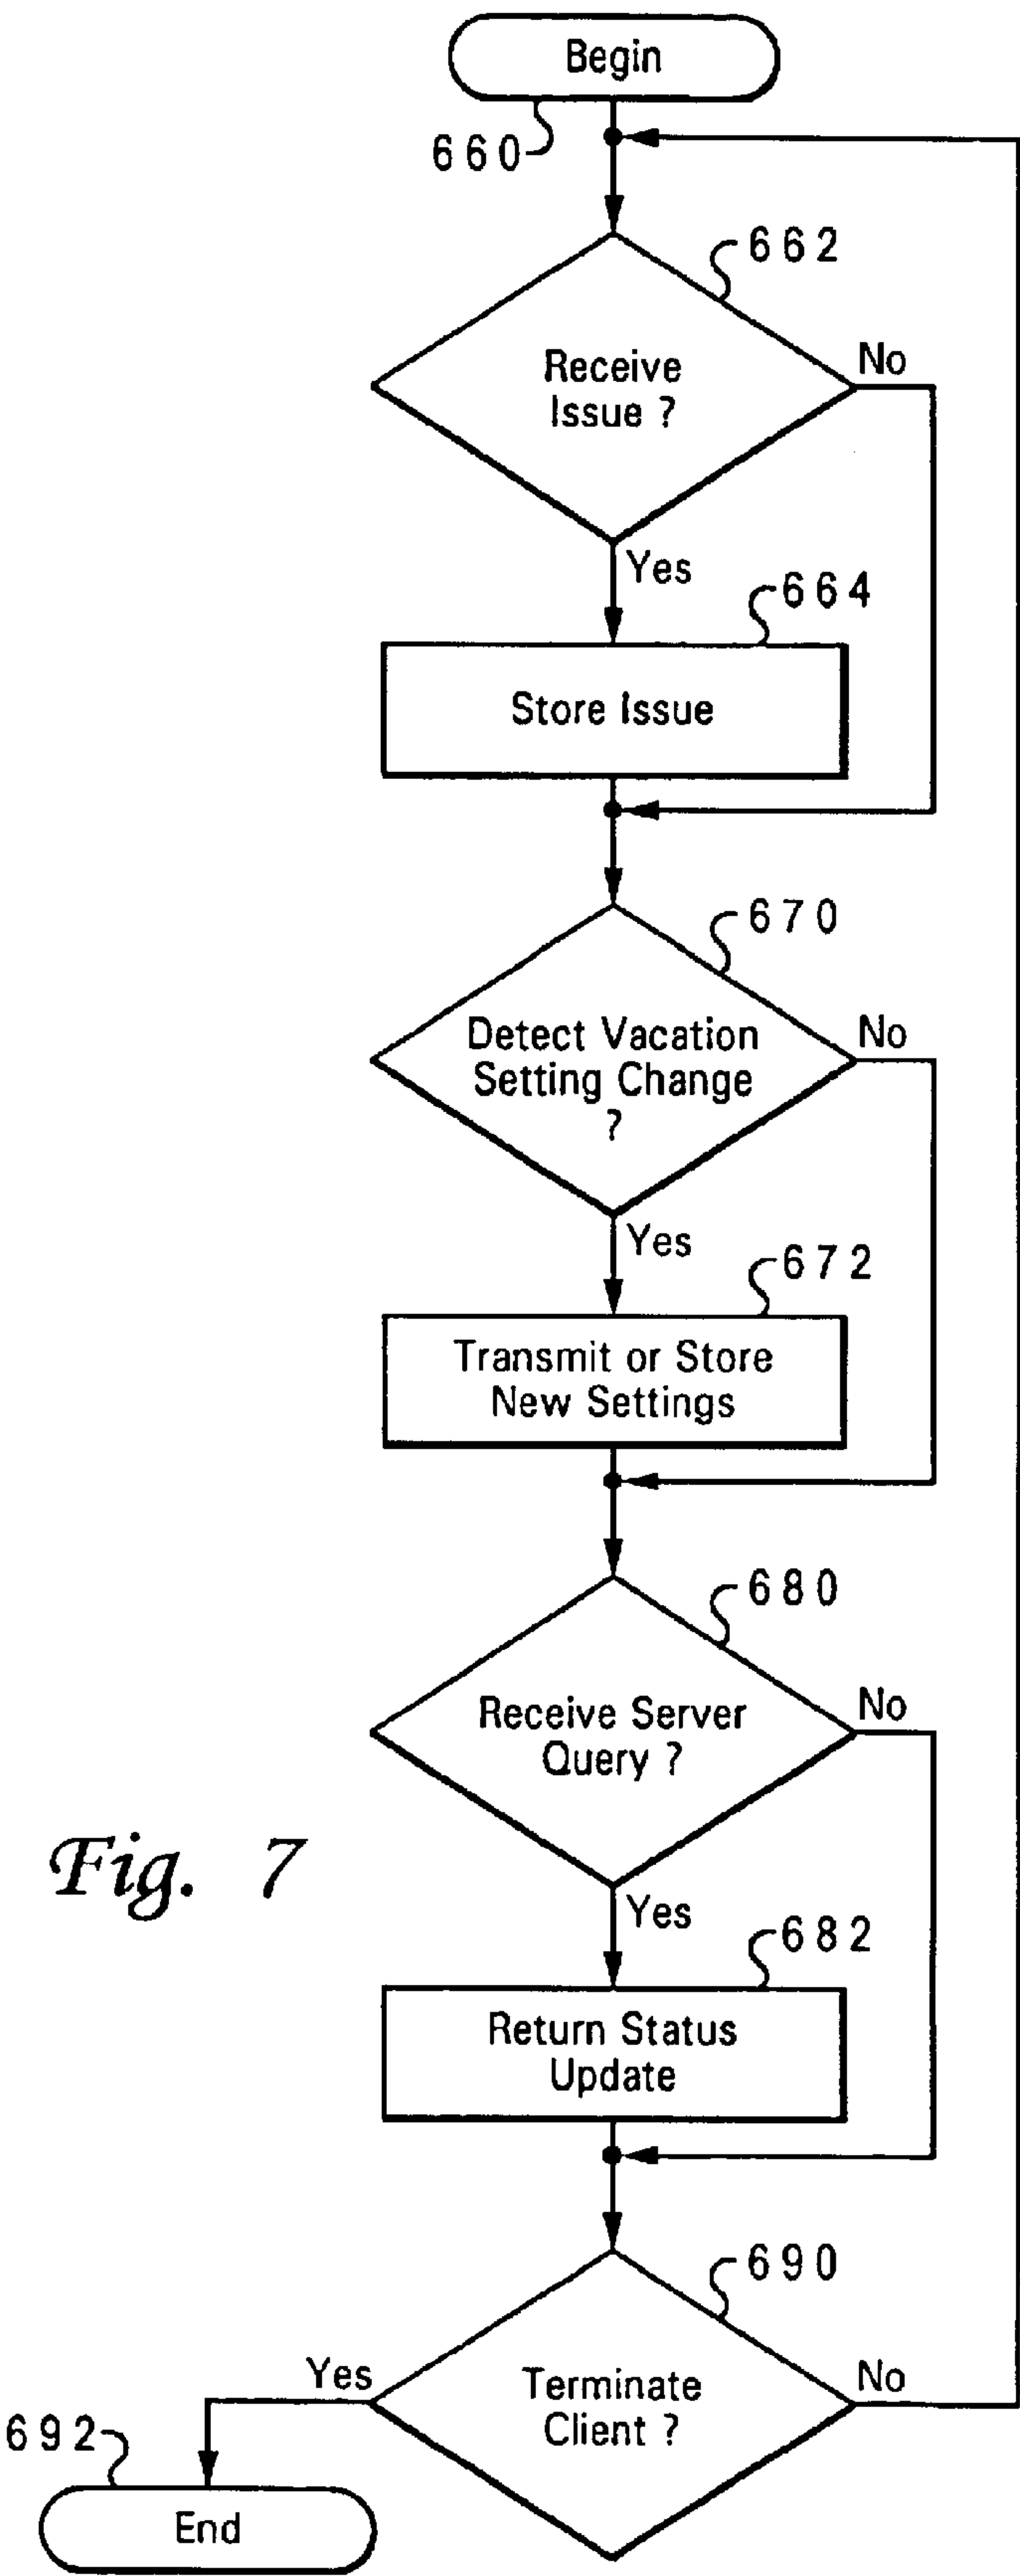 Begin
660
662
Receive
Issue ?
No
Yes
664
Store Issue
670
Detect Vacation
Setting Change
?
No
Yes
672
Transmit or Store
New Settings
680
Receive Server
Query ?
No
Fig. 7
Yes
682
Return Status
Update
690
Terminate
Client ?
Yes
No
692
End